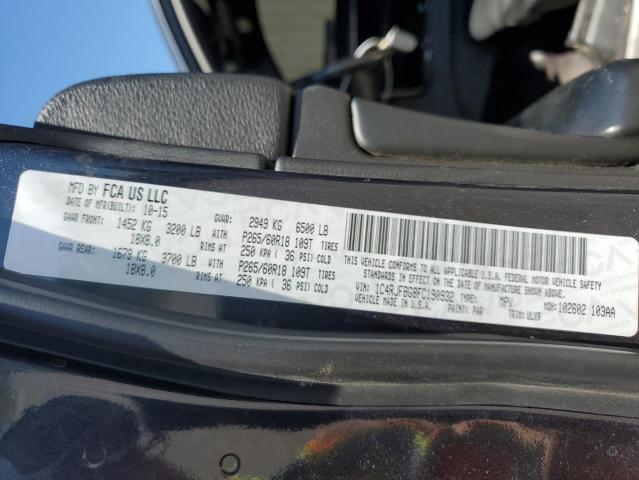 MFD BY FCA US LLC
DATE OF MFR(BUILT): 10-15 GVWR: 2949 KG 6500 LB
GAWR FRONT: 1452 KG 3200 LB WITH P265/60R18 109T TIRES
18X8.0 RIMS AT 250 KPA ( 36 PSI) COLD
GAWR REAR: 1678 KG 3700 LB WITH P265/60R18 109T TIRES
18X8.0 RIMS AT 250 KPA ( 36 PSI) COLD
THIS VEHICLE CONFORMS TO ALL APPLICABLE U.S.A. FEDERAL MOTOR VEHICLE SAFETY
STANDARDS IN EFFECT ON THE DATE OF MANUFACTURE SHOWN ABOVE.
VIN: 1C4RJFBG8FC190932 TYPE: MPV MDH: 102602 103AA
VEHICLE MADE IN U.S.A. PAINT: PAR TRIM: ULX9